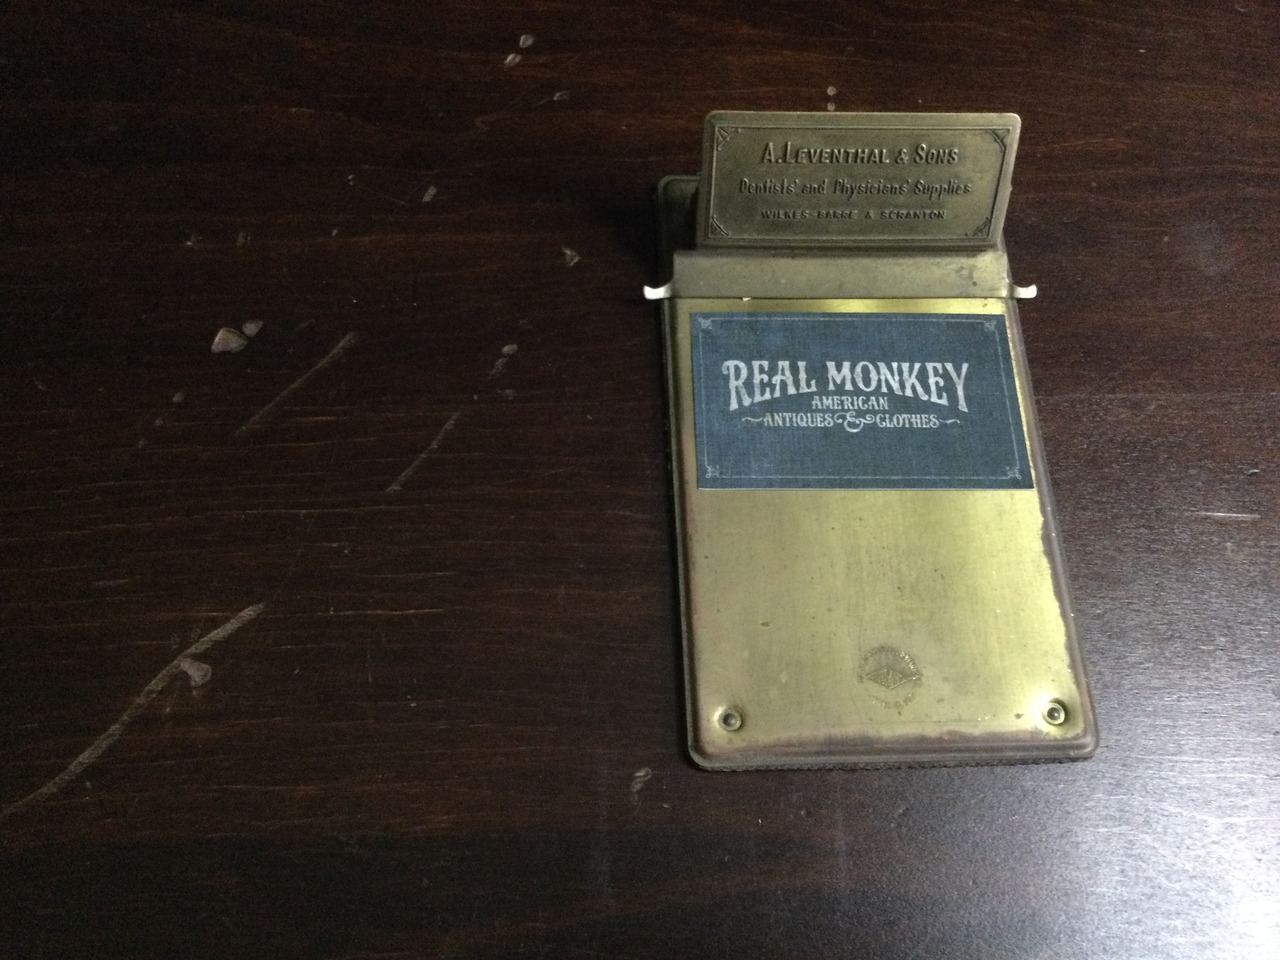 A. LEVENTHAL & SONS
Dentists' and Physicians' Supplies
WILKES-BARRE & SCRANTON
REAL MONKEY
AMERICAN
ANTIQUES & CLOTHES